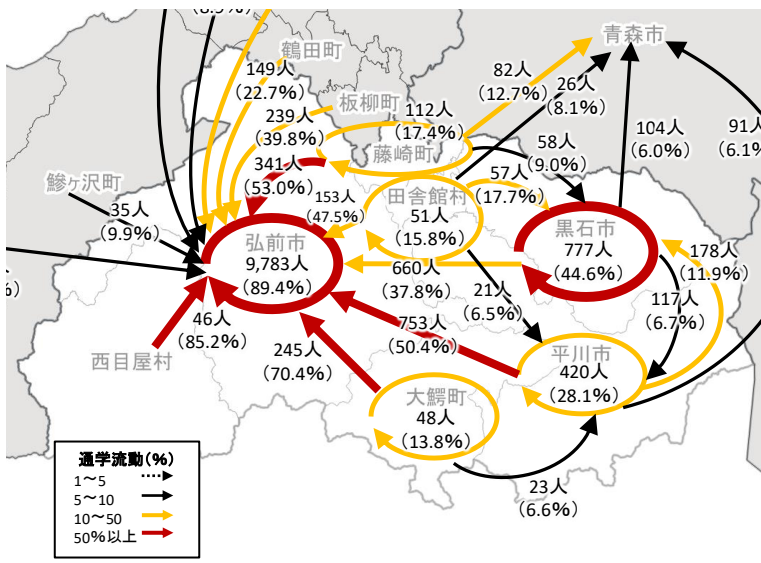 (8.9%)
青森市
鶴田町
149人
(22.7%)
82人
(12.7%)
26人
(8.1%)
板柳町
239人
(39.8%)
112人
(17.4%)
藤崎町
58人
(9.0%)
104人
(6.0%)
91人
(6.1%
341人
(53.0%)
57人
(17.7%)
鰺ヶ沢町
35人
(9.9%)
153人
(47.5%)
田舎館村
51人
(15.8%)
黒石市
777人
(44.6%)
弘前市
9,783人
(89.4%)
178人
(11.9%)
660人
(37.8%)
21人
(6.5%)
117人
(6.7%)
%)
46人
(85.2%)
753人
(50.4%)
西目屋村
245人
(70.4%)
平川市
420人
(28.1%)
大鰐町
48人
(13.8%)
23人
(6.6%)
通学流動(%)
1～5
5～10
10～50
50%以上